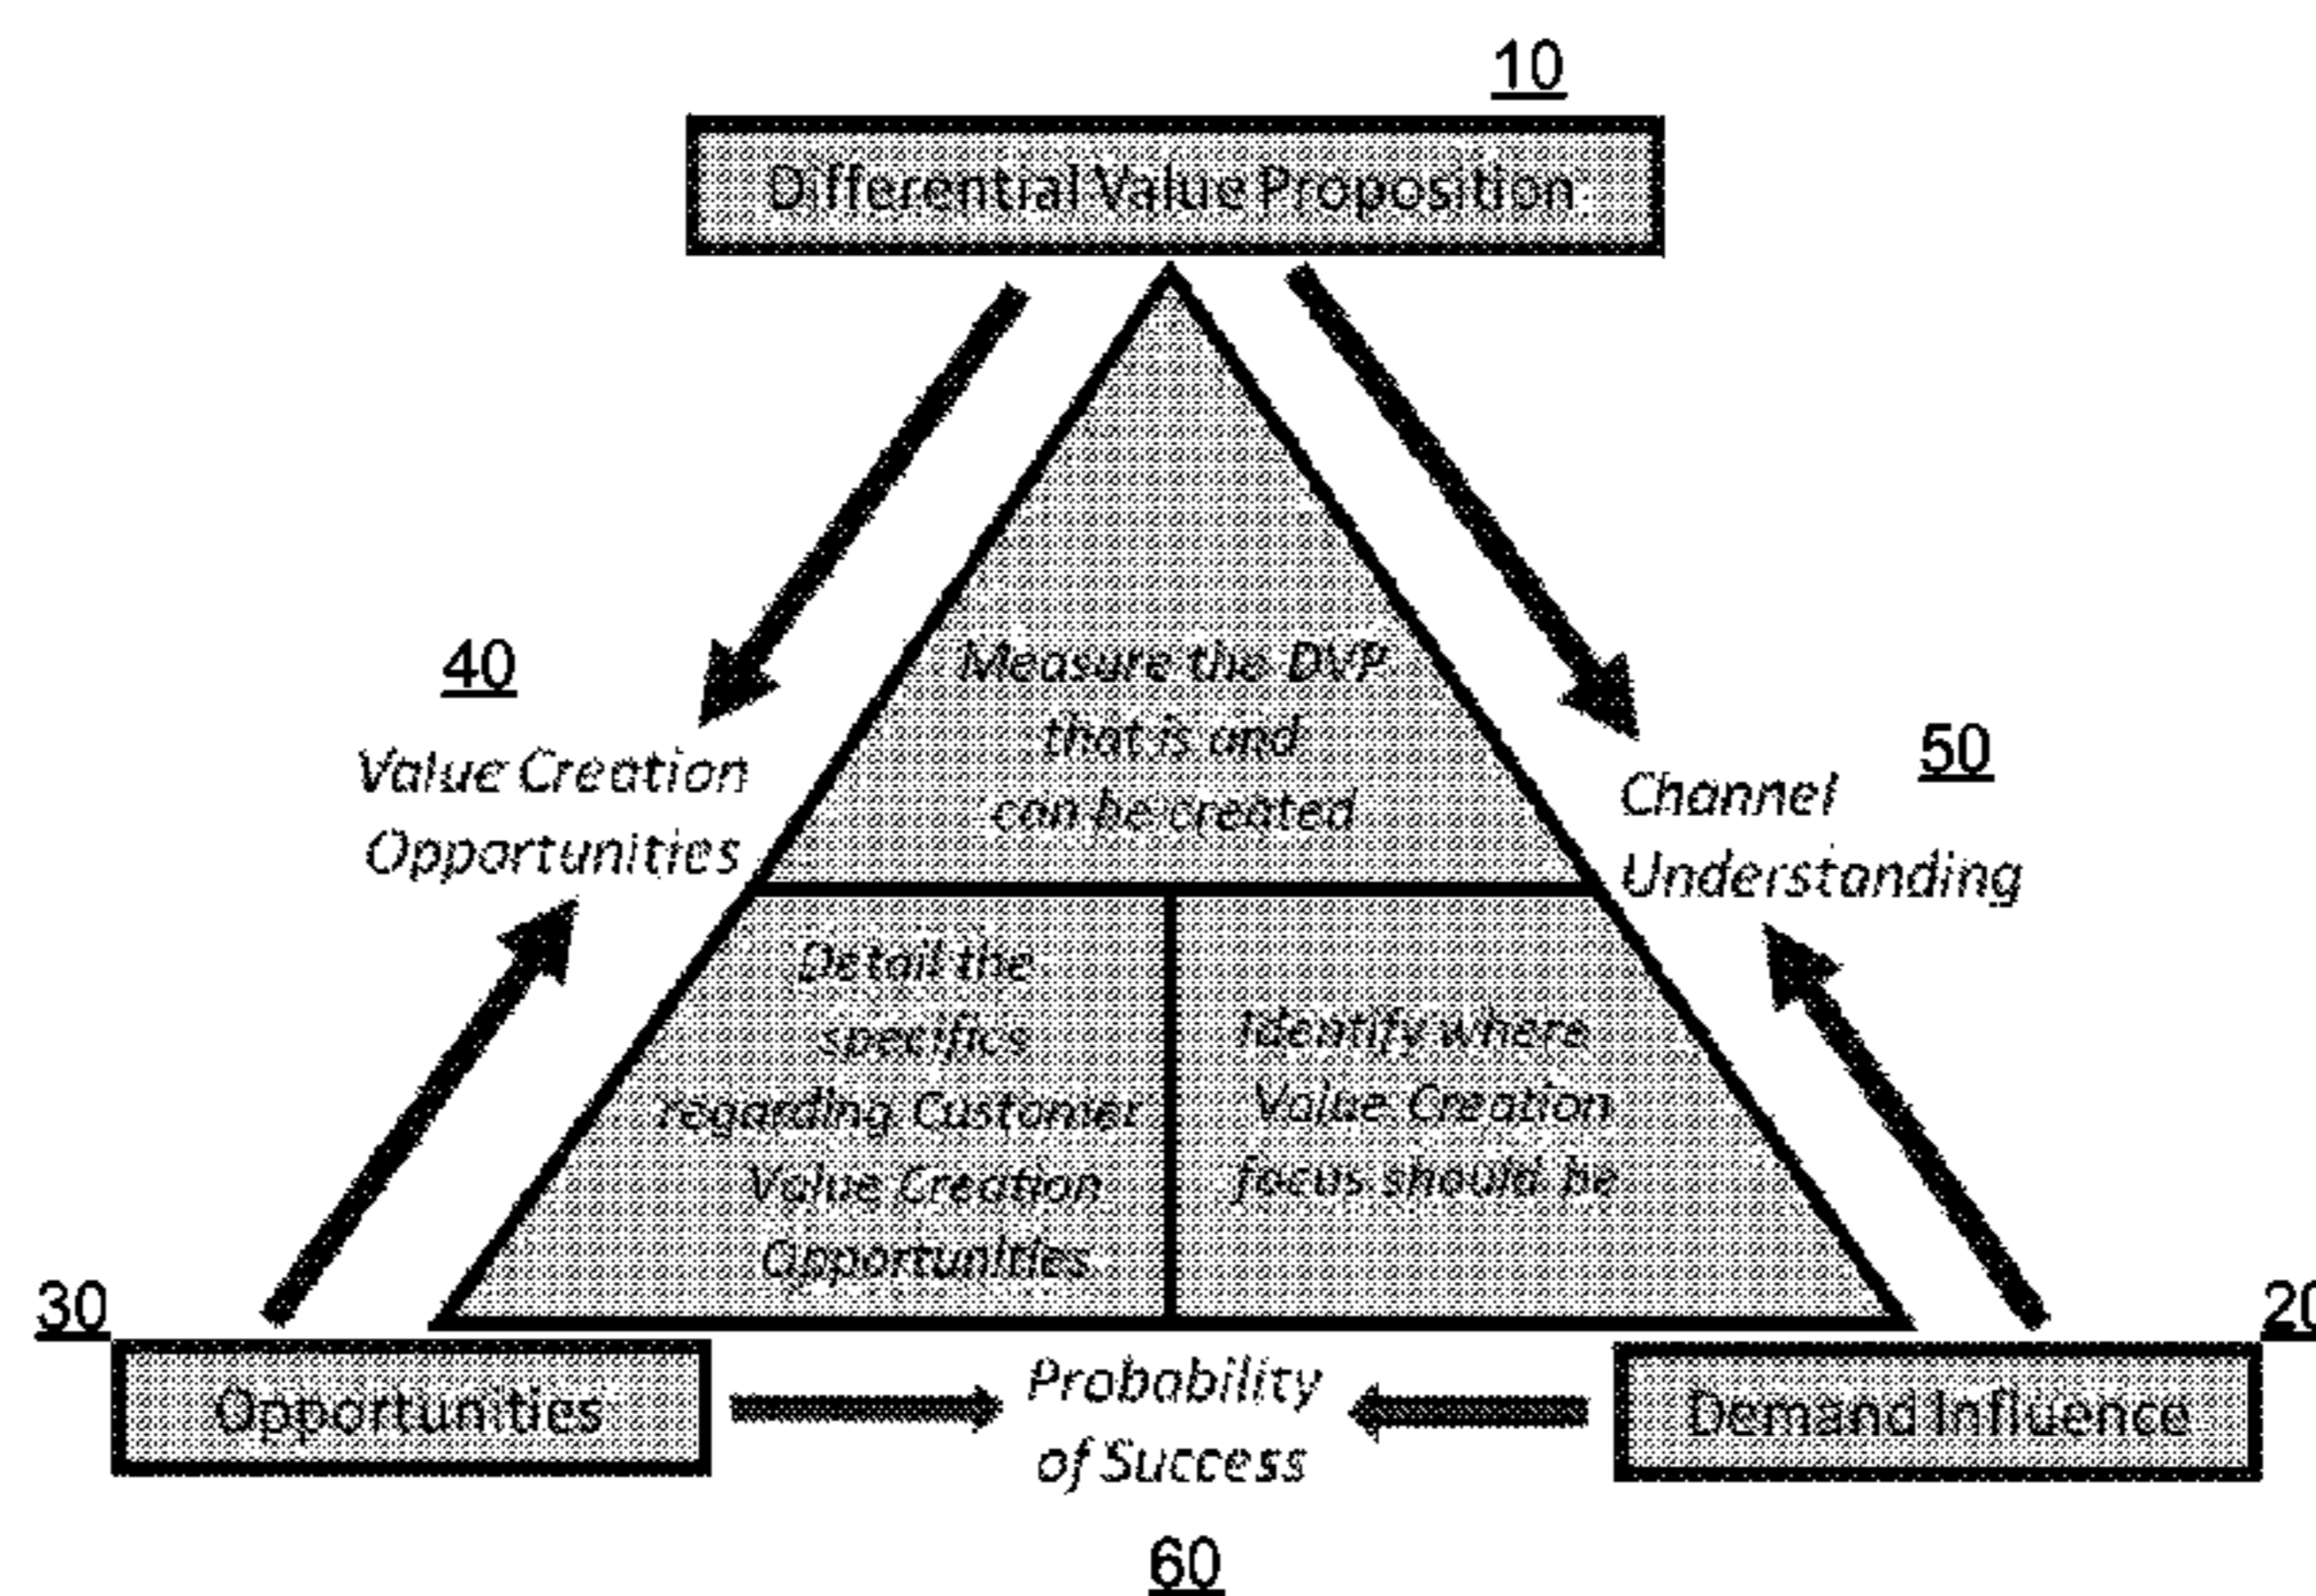 10
Differential Value Proposition
Measure the DVP
that is and
can be created
40
Value Creation
Opportunities
50
Channel
Understanding
Detail the
specifics
regarding Customer
Value Creation
Opportunities
Identify where
Value Creation
focus should be
30
Opportunities
Probability
of Success
20
Demand Influence
60